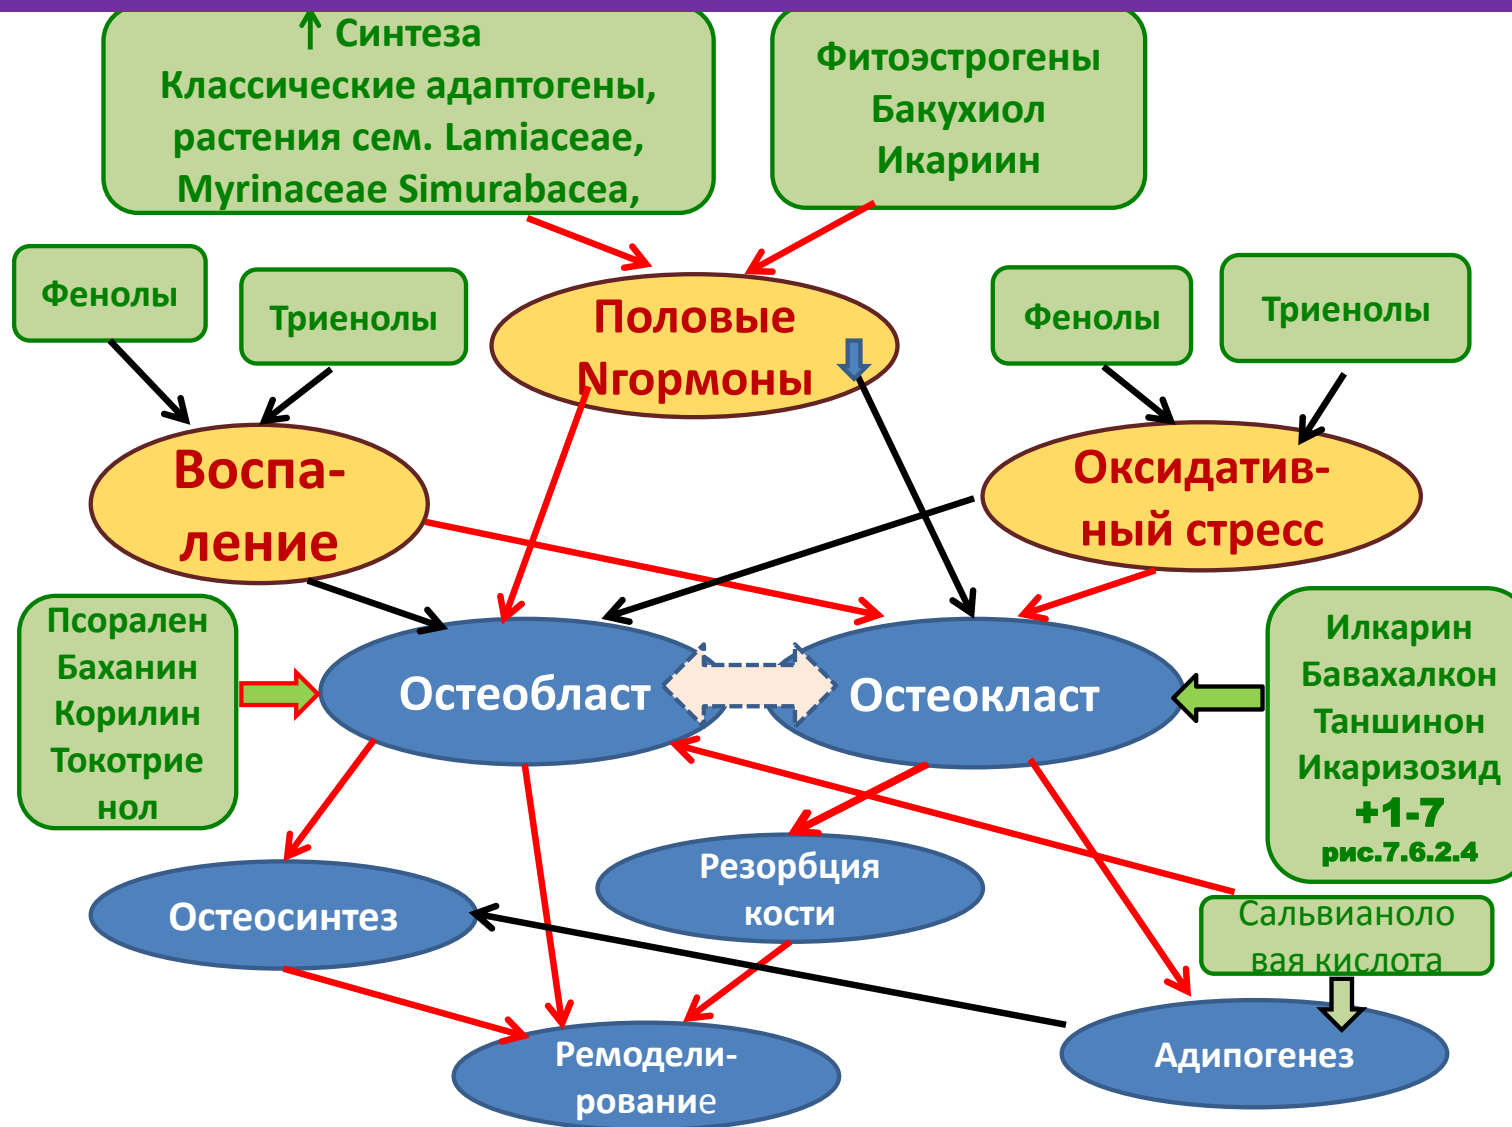 ↑ Синтеза
Классические адаптогены,
растения сем. Lamiaceae,
Myrinaceae Simurabacea,
Фитоэстрогены
Бакухиол
Икариин
Фенолы
Триенолы
Половые
Nгормоны
Фенолы
Триенолы
Воспа-
ление
Оксидатив-
ный стресс
Псорален
Баханин
Корилин
Токотрие
нол
Остеобласт
Остеокласт
Илкарин
Бавахалкон
Таншинон
Икаризозид
+1-7
рис.7.6.2.4
Остеосинтез
Резорбция
кости
Сальвианоло
вая кислота
Ремодели-
рование
Адипогенез